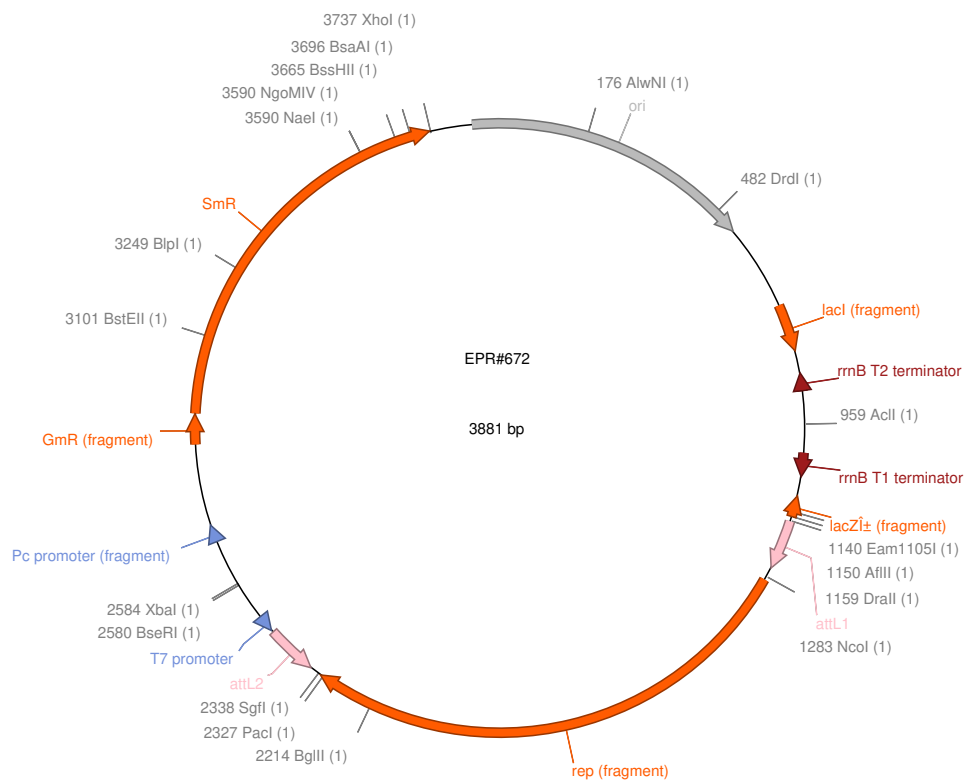 3737 XhoI (1)
3696 BsaAI (1)
3665 BssHII (1)
3590 NgoMIV (1)
3590 NaeI (1)
176 AlwNI (1)
ori
482 DrdI (1)
SmR
3249 BlpI (1)
3101 BstEII (1)
lacI (fragment)
EPR#672
rrnB T2 terminator
959 AclI (1)
3881 bp
GmR (fragment)
rrnB T1 terminator
lacZÎ± (fragment)
1140 Eam1105I (1)
Pc promoter (fragment)
1150 AflII (1)
1159 DraII (1)
2584 XbaI (1)
attL1
2580 BseRI (1)
1283 NcoI (1)
T7 promoter
attL2
2338 SgfI (1)
2327 PacI (1)
2214 BglII (1)
rep (fragment)